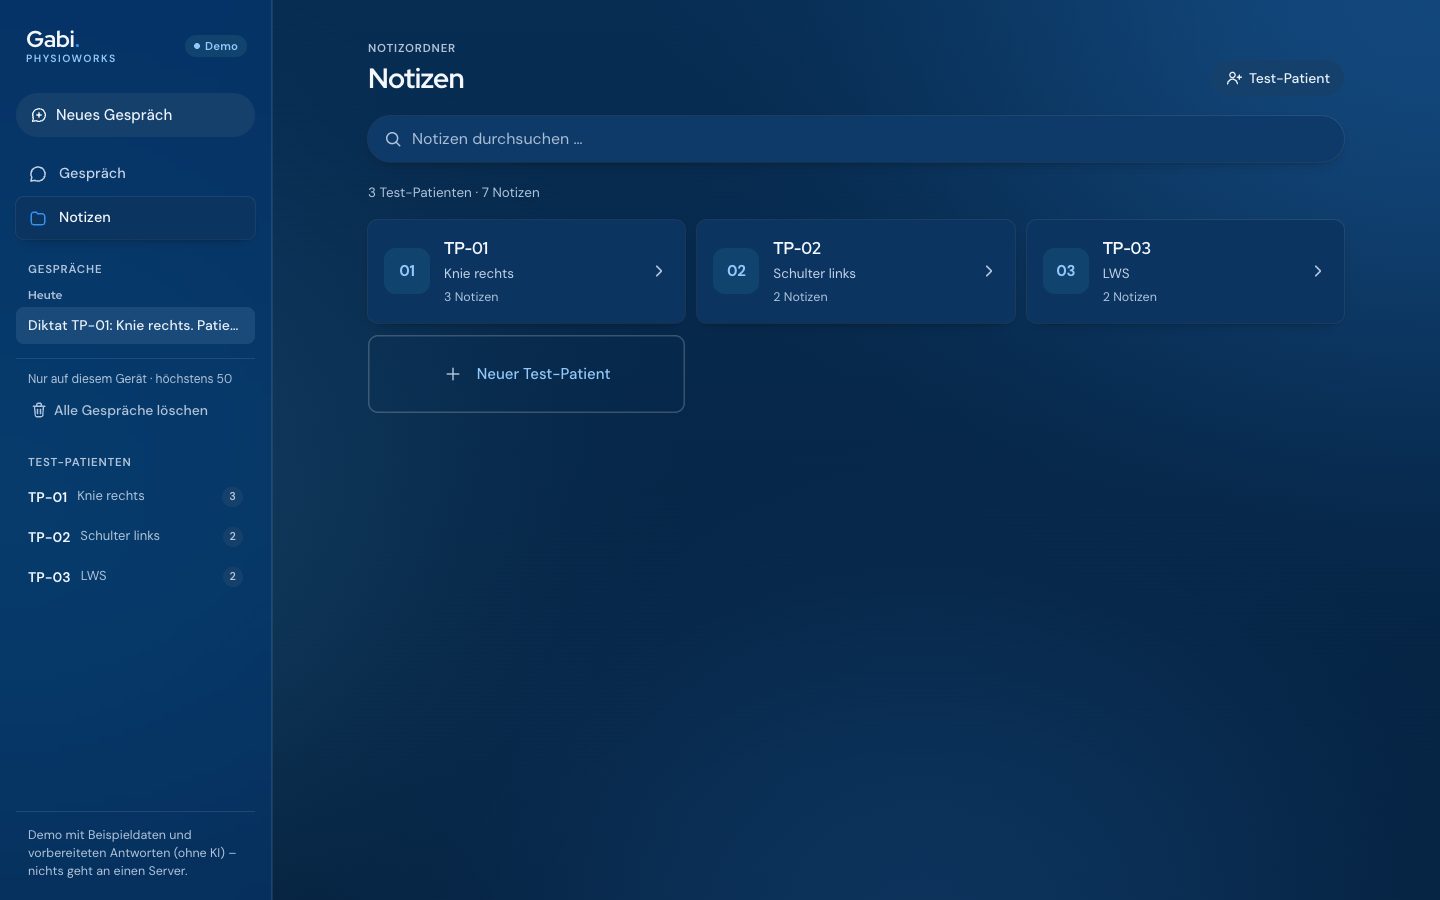 Gabi.
PHYSIOWORKS
Demo
Neues Gespräch
Gespräch
Notizen
GESPRÄCHE
Heute
Diktat TP-01: Knie rechts. Patie...
Nur auf diesem Gerät · höchstens 50
Alle Gespräche löschen
TEST-PATIENTEN
TP-01 Knie rechts 3
TP-02 Schulter links 2
TP-03 LWS 2
Demo mit Beispieldaten und
vorbereiteten Antworten (ohne KI) –
nichts geht an einen Server.
NOTIZORDNER
Notizen
Test-Patient
Notizen durchsuchen ...
3 Test-Patienten · 7 Notizen
01
TP-01
Knie rechts
3 Notizen
02
TP-02
Schulter links
2 Notizen
03
TP-03
LWS
2 Notizen
Neuer Test-Patient